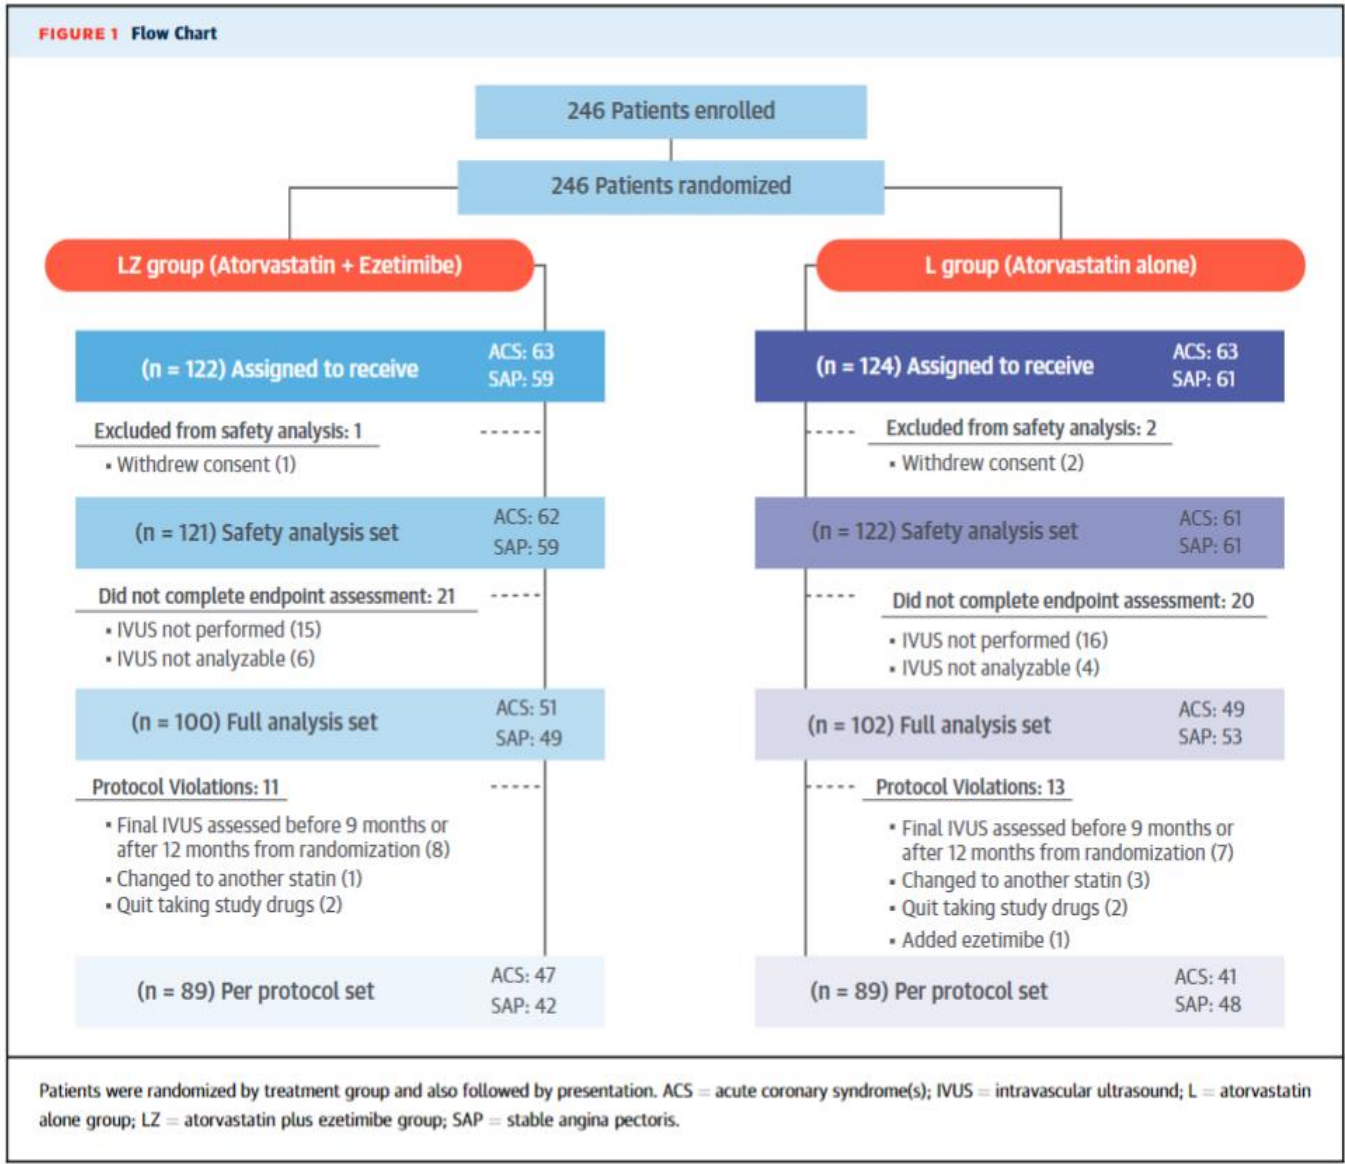 FIGURE 1 Flow Chart
246 Patients enrolled
246 Patients randomized
LZ group (Atorvastatin + Ezetimibe)
(n = 122) Assigned to receive
ACS: 63
SAP: 59
Excluded from safety analysis: 1
▪ Withdrew consent (1)
(n = 121) Safety analysis set
ACS: 62
SAP: 59
Did not complete endpoint assessment: 21
▪ IVUS not performed (15)
▪ IVUS not analyzable (6)
(n = 100) Full analysis set
ACS: 51
SAP: 49
Protocol Violations: 11
▪ Final IVUS assessed before 9 months or
after 12 months from randomization (8)
▪ Changed to another statin (1)
▪ Quit taking study drugs (2)
(n = 89) Per protocol set
ACS: 47
SAP: 42
L group (Atorvastatin alone)
(n = 124) Assigned to receive
ACS: 63
SAP: 61
Excluded from safety analysis: 2
▪ Withdrew consent (2)
(n = 122) Safety analysis set
ACS: 61
SAP: 61
Did not complete endpoint assessment: 20
▪ IVUS not performed (16)
▪ IVUS not analyzable (4)
(n = 102) Full analysis set
ACS: 49
SAP: 53
Protocol Violations: 13
▪ Final IVUS assessed before 9 months or
after 12 months from randomization (7)
▪ Changed to another statin (3)
▪ Quit taking study drugs (2)
▪ Added ezetimibe (1)
(n = 89) Per protocol set
ACS: 41
SAP: 48
Patients were randomized by treatment group and also followed by presentation. ACS = acute coronary syndrome(s); IVUS = intravascular ultrasound; L = atorvastatin
alone group; LZ = atorvastatin plus ezetimibe group; SAP = stable angina pectoris.